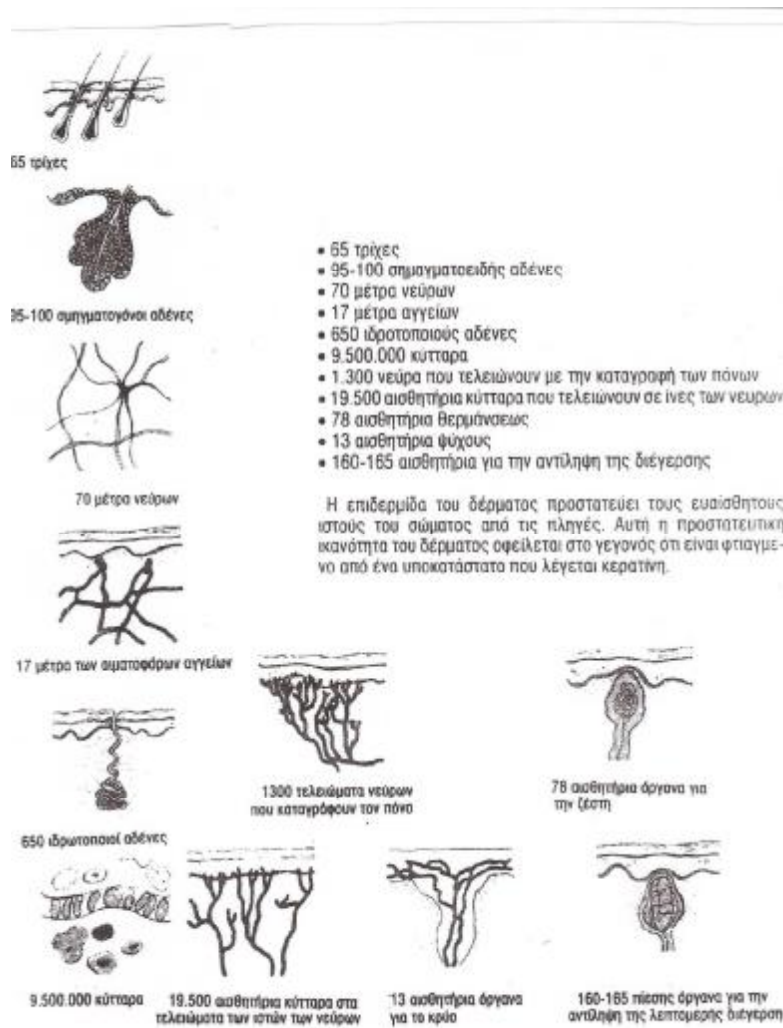 65 τρίχες
95-100 σμηγματογόνοι αδένες
70 μέτρα νεύρων
17 μέτρα των αιματοφόρων αγγείων
650 ιδρωτοποιοί αδένες
9.500.000 κύτταρα
• 65 τρίχες
• 95-100 σημαγματοειδής αδένες
• 70 μέτρα νεύρων
• 17 μέτρα αγγείων
• 650 ιδροτοποιούς αδένες
• 9.500.000 κύτταρα
• 1.300 νεύρα που τελειώνουν με την καταγραφή των πόνων
• 19.500 αισθητήρια κύτταρα που τελειώνουν σε ίνες των νευρων
• 78 αισθητήρια θερμάνσεως
• 13 αισθητήρια ψύχους
• 160-165 αισθητήρια για την αντίληψη της διέγερσης
Η επιδερμίδα του δέρματος προστατεύει τους ευαίσθητους
ιστούς του σώματος από τις πληγές. Αυτή η προστατευτική
ικανότητα του δέρματος οφείλεται στο γεγονός ότι είναι φτιαγμέ-
νο από ένα υποκατάστατο που λέγεται κερατίνη.
1300 τελειώματα νεύρων
που καταγράφουν τον πόνο
78 αισθητήρια όργανα για
την ζέστη
19.500 αισθητήρια κύτταρα στα
τελειώματα των ιστών των νεύρων
13 αισθητήρια όργανα
για το κρύο
160-165 πίεσης όργανα για την
αντίληψη της λεπτομερής διέγερση